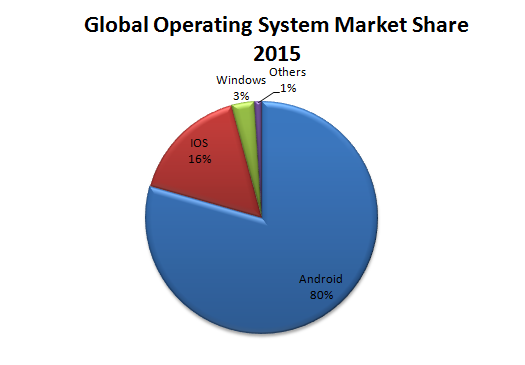 Global Operating System Market Share
2015
Others
1%
Windows
3%
IOS
16%
Android
80%